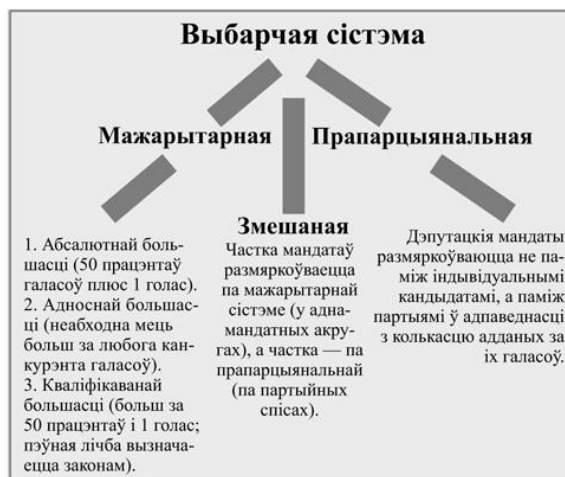 Выбарчая сістэма
Мажарытарная
Прапарцыянальная
1. Абсалютнай боль-
шасці (50 працэнтаў
галасоў плюс 1 голас).
2. Адноснай большас-
ці (неабходна мець
больш за любога кан-
курэнта галасоў).
3. Кваліфікаванай
большасці (больш за
50 працэнтаў і 1 голас;
пэўная лічба вызнача-
ецца законам).
Змешаная
Частка мандатаў
размяркоўваецца
па мажарытарнай
сістэме (у адна-
мандатных акру-
гах), а частка — па
прапарцыянальнай
(па партыйных
спісах).
Дэпутацкія мандаты
размяркоўваюцца не па-
між індывідуальнымі
кандыдатамі, а паміж
партыямі ў адпаведнасці
з колькасцю адданых за
іх галасоў.